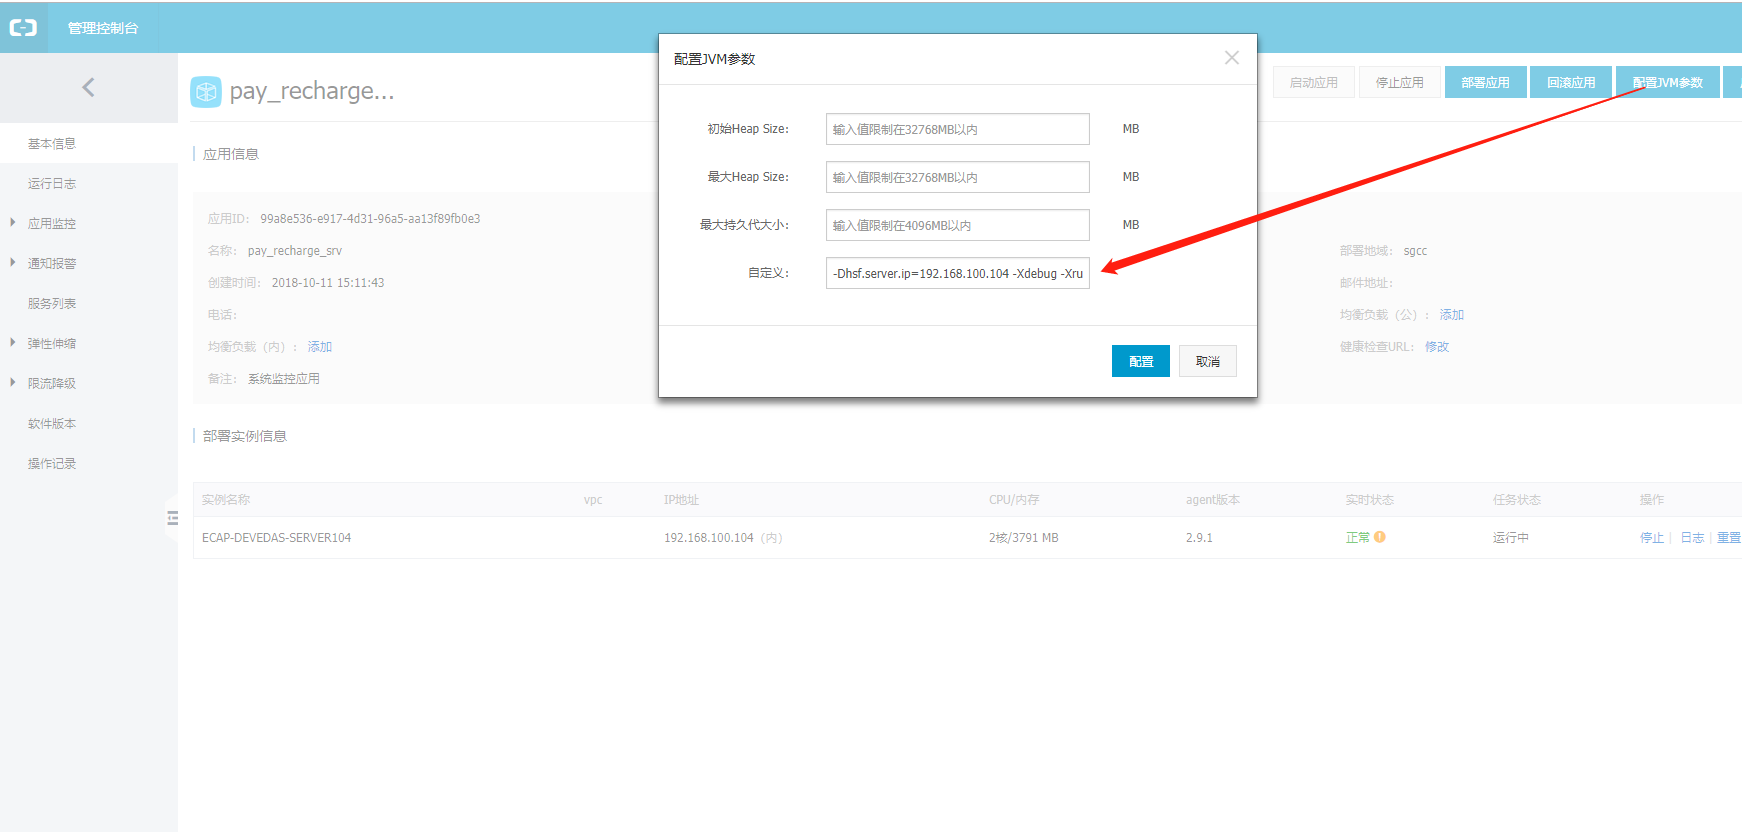 管理控制台
pay_recharge...
启动应用 停止应用 部署应用 回滚应用 配置JVM参数
基本信息
运行日志
应用监控
通知报警
服务列表
弹性伸缩
限流降级
软件版本
操作记录
应用信息
应用ID: 99a8e536-e917-4d31-96a5-aa13f89fb0e3
名称: pay_recharge_srv
创建时间: 2018-10-11 15:11:43
电话:
均衡负载（内）: 添加
备注: 系统监控应用
部署地域: sgcc
邮件地址:
均衡负载（公）: 添加
健康检查URL: 修改
配置JVM参数
初始Heap Size: 输入值限制在32768MB以内 MB
最大Heap Size: 输入值限制在32768MB以内 MB
最大持久代大小: 输入值限制在4096MB以内 MB
自定义: -Dhsf.server.ip=192.168.100.104 -Xdebug -Xru
配置 取消
部署实例信息
实例名称 vpc IP地址 CPU/内存 agent版本 实时状态 任务状态 操作
ECAP-DEVEDAS-SERVER104 192.168.100.104（内） 2核/3791 MB 2.9.1 正常 运行中 停止 | 日志 | 重置